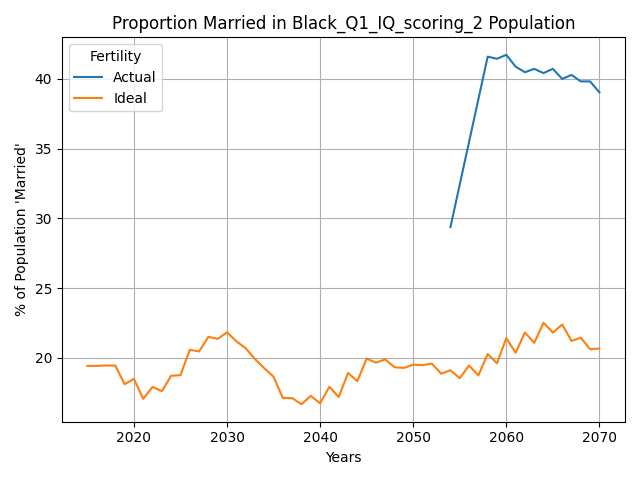 Proportion Married in Black_Q1_IQ_scoring_2 Population
Fertility
Actual
Ideal
% of Population 'Married'
40
35
30
25
20
2020 2030 2040 2050 2060 2070
Years